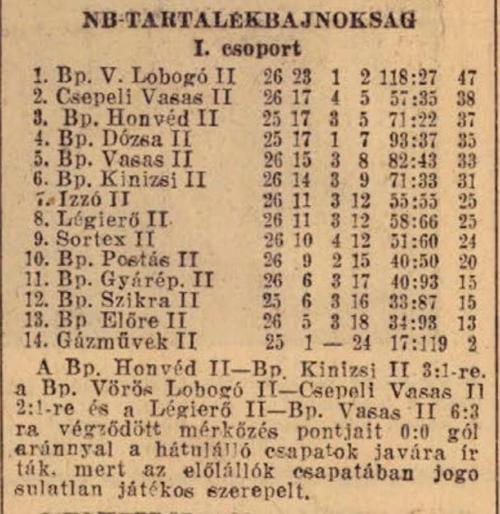 NB-TARTALÉKBAJNOKSAG
I. csoport
1. Bp. V. Lobogó II 26 23 1 2 118:27 47
2. Csepeli Vasas II 26 17 4 5 57:35 38
3. Bp. Honvéd II 25 17 3 5 71:22 37
4. Bp. Dózsa II 25 17 1 7 93:37 35
5. Bp. Vasas II 26 15 3 8 82:43 33
6. Bp. Kinizsi II 26 14 3 9 71:33 31
7. Izzó II 26 11 3 12 55:55 25
8. Légierő II 26 11 3 12 58:66 25
9. Sortex II 26 10 4 12 51:60 24
10. Bp. Postás II 26 9 2 15 40:50 20
11. Bp. Gyárép. II 26 6 3 17 40:93 15
12. Bp. Szikra II 25 6 3 16 33:87 15
13. Bp Előre II 26 5 3 18 34:93 13
14. Gázművek II 25 1 — 24 17:119 2
A Bp. Honvéd II—Bp. Kinizsi II 3:1-re.
a Bp. Vörös Lobogó II—Csepeli Vasas II
2:1-re és a Légierő II—Bp. Vasas II 6:3
ra végződött mérkőzés pontjait 0:0 gól
aránnyal a hátulálló csapatok javára ír
ták, mert az előlállók csapatában jogo
sulatlan játékos szerepelt.